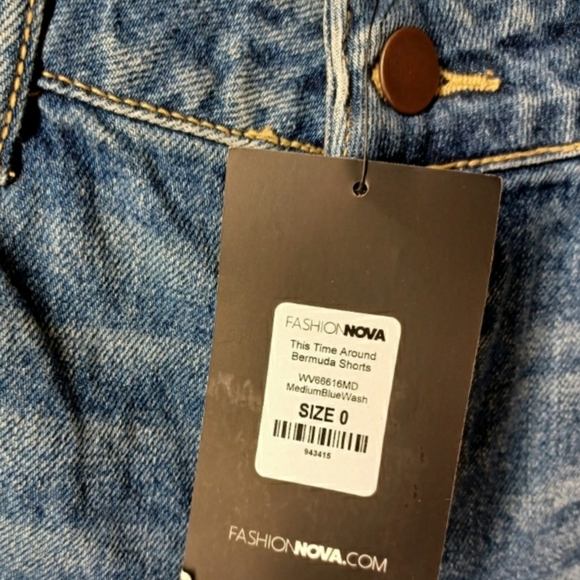 FASHIONNOVA
This Time Around
Bermuda Shorts
WV66616MD
MediumBlueWash
SIZE 0
943415
FASHIONNOVA.COM